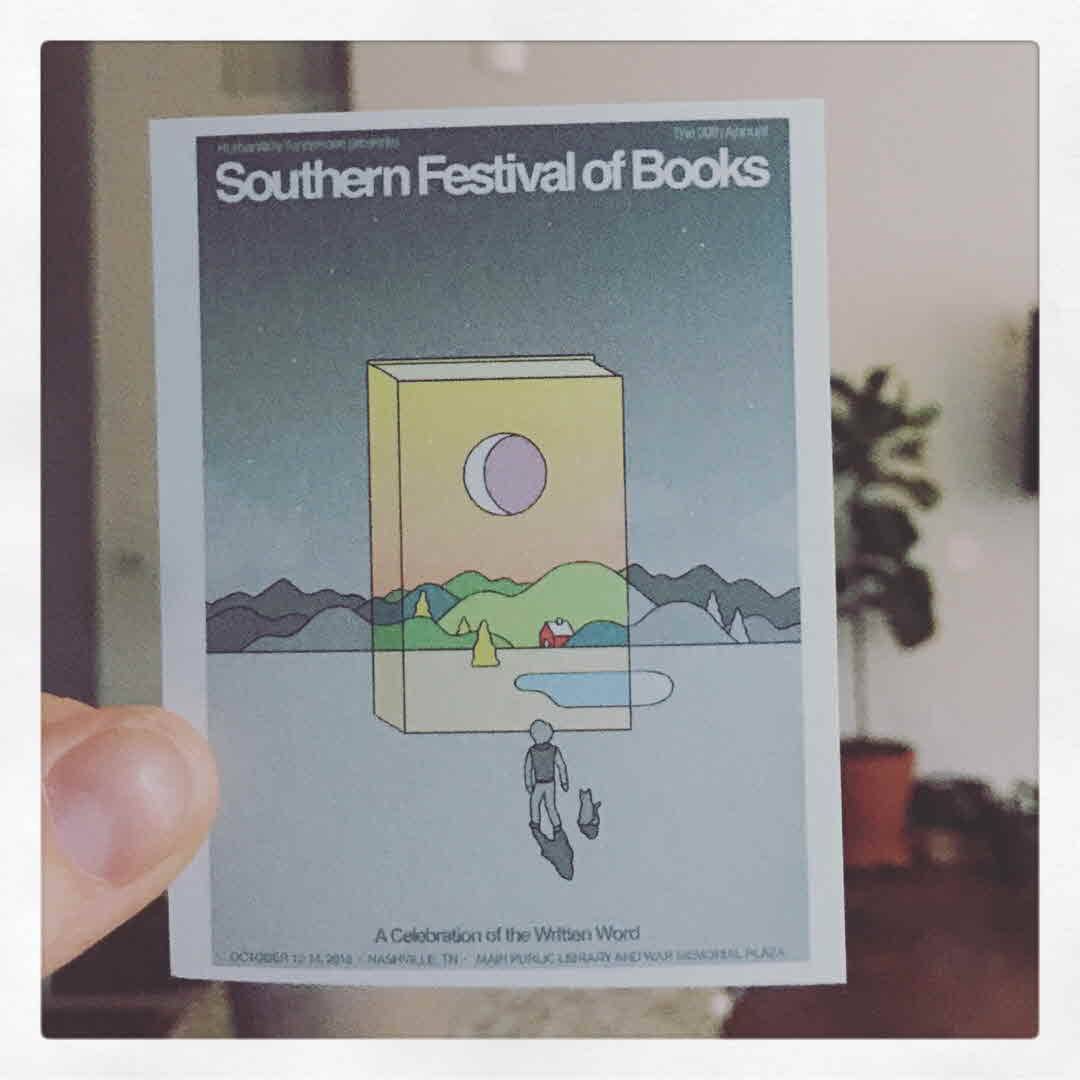 Humanities Tennessee presents
The 30th Annual
Southern Festival of Books
A Celebration of the Written Word
OCTOBER 12-14, 2018 • NASHVILLE, TN • MAIN PUBLIC LIBRARY AND WAR MEMORIAL PLAZA